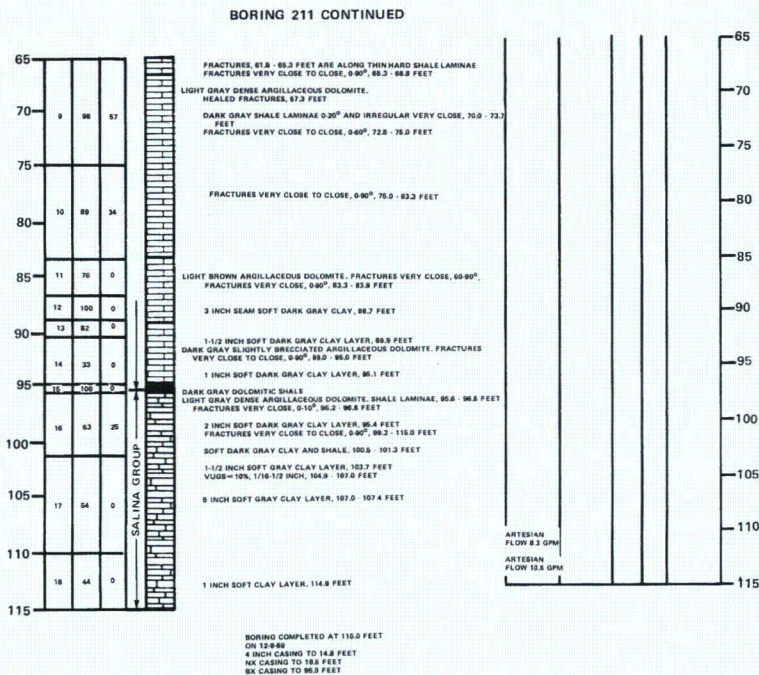 BORING 211 CONTINUED
65
70
75
80
85
90
95
100
105
110
115
9 98 57
10 89 34
11 76 0
12 100 0
13 82 0
14 33 0
15 100 0
16 63 25
17 54 0
18 44 0
SALINA GROUP
FRACTURES, 61.8 - 65.3 FEET ARE ALONG THIN HARD SHALE LAMINAE
FRACTURES VERY CLOSE TO CLOSE, 0-90°, 65.3 - 66.8 FEET
LIGHT GRAY DENSE ARGILLACEOUS DOLOMITE.
HEALED FRACTURES, 67.3 FEET
DARK GRAY SHALE LAMINAE 0-20° AND IRREGULAR VERY CLOSE, 70.0 - 73.7
FEET
FRACTURES VERY CLOSE TO CLOSE, 0-60°, 72.8 - 75.0 FEET
FRACTURES VERY CLOSE TO CLOSE, 0-90°, 75.0 - 83.3 FEET
LIGHT BROWN ARGILLACEOUS DOLOMITE. FRACTURES VERY CLOSE, 60-90°,
FRACTURES VERY CLOSE, 0-90°, 83.3 - 83.9 FEET
3 INCH SEAM SOFT DARK GRAY CLAY, 88.7 FEET
1-1/2 INCH SOFT DARK GRAY CLAY LAYER, 89.9 FEET
DARK GRAY SLIGHTLY BRECCIATED ARGILLACEOUS DOLOMITE. FRACTURES
VERY CLOSE TO CLOSE, 0-90°, 89.0 - 95.0 FEET
1 INCH SOFT DARK GRAY CLAY LAYER, 95.1 FEET
DARK GRAY DOLOMITIC SHALE
LIGHT GRAY DENSE ARGILLACEOUS DOLOMITE. SHALE LAMINAE, 95.6 - 96.6 FEET
FRACTURES VERY CLOSE, 0-10°, 96.2 - 96.8 FEET
2 INCH SOFT DARK GRAY CLAY LAYER, 95.4 FEET
FRACTURES VERY CLOSE TO CLOSE, 0-90°, 99.2 - 115.0 FEET
SOFT DARK GRAY CLAY AND SHALE, 100.5 - 101.3 FEET
1-1/2 INCH SOFT GRAY CLAY LAYER, 103.7 FEET
VUGS~10%, 1/16-1/2 INCH, 104.9 - 107.0 FEET
5 INCH SOFT GRAY CLAY LAYER, 107.0 - 107.4 FEET
1 INCH SOFT CLAY LAYER, 114.9 FEET
ARTESIAN
FLOW 8.3 GPM
ARTESIAN
FLOW 10.5 GPM
65
70
75
80
85
90
95
100
105
110
115
BORING COMPLETED AT 115.0 FEET
ON 12-9-69
4 INCH CASING TO 14.8 FEET
NX CASING TO 18.5 FEET
BX CASING TO 95.0 FEET